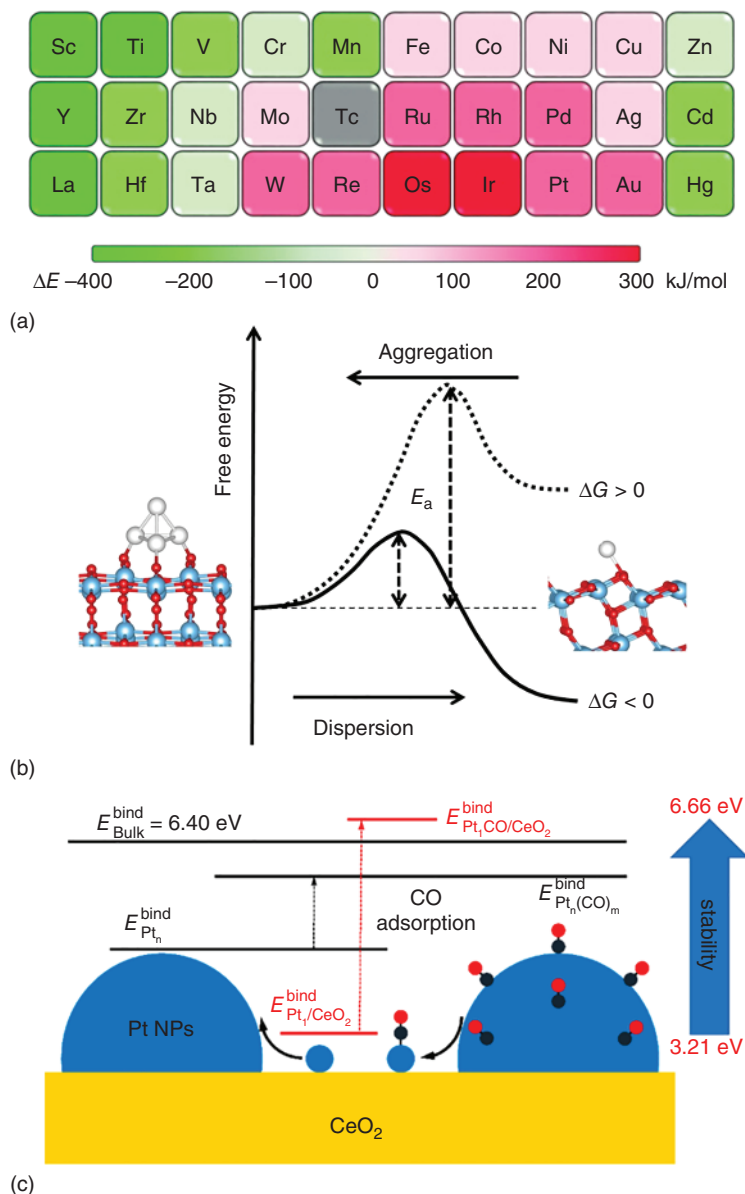 Sc Ti V Cr Mn Fe Co Ni Cu Zn
Y Zr Nb Mo Tc Ru Rh Pd Ag Cd
La Hf Ta W Re Os Ir Pt Au Hg
ΔE –400 –200 –100 0 100 200 300 kJ/mol
(a)
Free energy
Aggregation
E_a
ΔG > 0
ΔG < 0
Dispersion
(b)
E^bind_Bulk = 6.40 eV
E^bind_Pt₁CO/CeO₂
6.66 eV
E^bind_Ptₙ
CO
adsorption
E^bind_Ptₙ(CO)ₘ
stability
E^bind_Pt₁/CeO₂
Pt NPs
3.21 eV
CeO₂
(c)